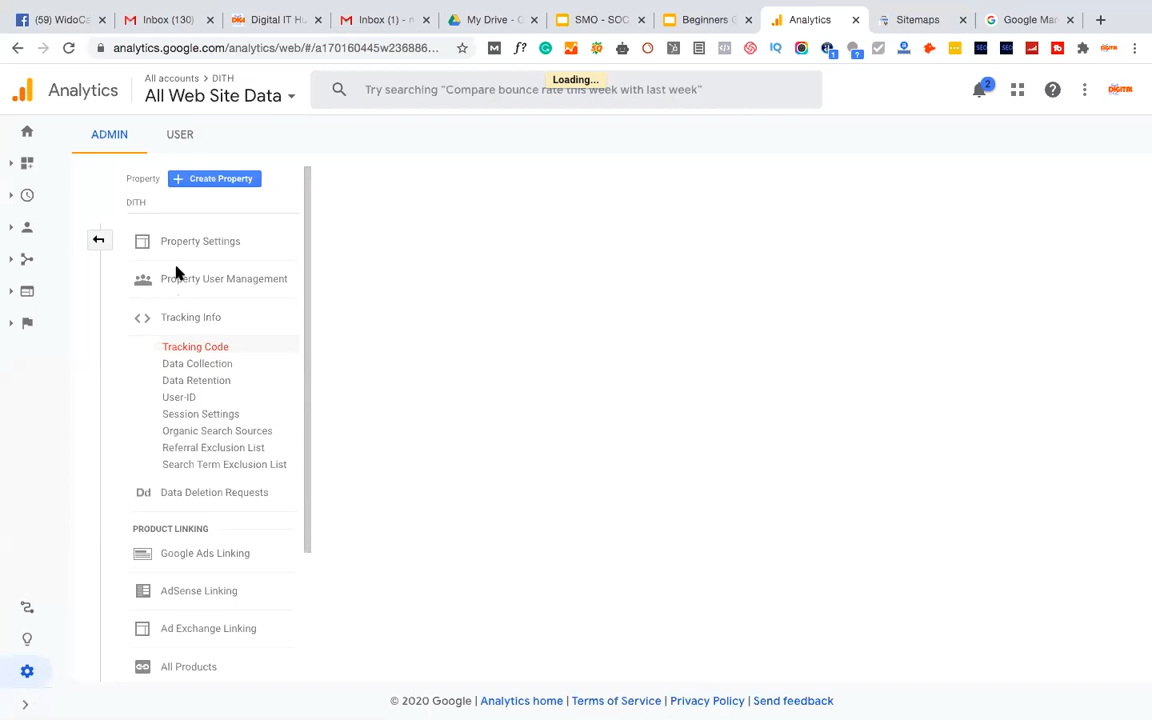 (59) WidoCa
Inbox (130)
Digital IT Hu
Inbox (1) - n
My Drive - G
SMO - SOC
Beginners G
Analytics
Sitemaps
Google Mar
analytics.google.com/analytics/web/#/a170160445w236886...
Analytics
All accounts > DITH
All Web Site Data
Loading...
Try searching "Compare bounce rate this week with last week"
2
ADMIN
USER
Property
+ Create Property
DITH
Property Settings
Property User Management
Tracking Info
Tracking Code
Data Collection
Data Retention
User-ID
Session Settings
Organic Search Sources
Referral Exclusion List
Search Term Exclusion List
Dd Data Deletion Requests
PRODUCT LINKING
Google Ads Linking
AdSense Linking
Ad Exchange Linking
All Products
© 2020 Google | Analytics home | Terms of Service | Privacy Policy | Send feedback